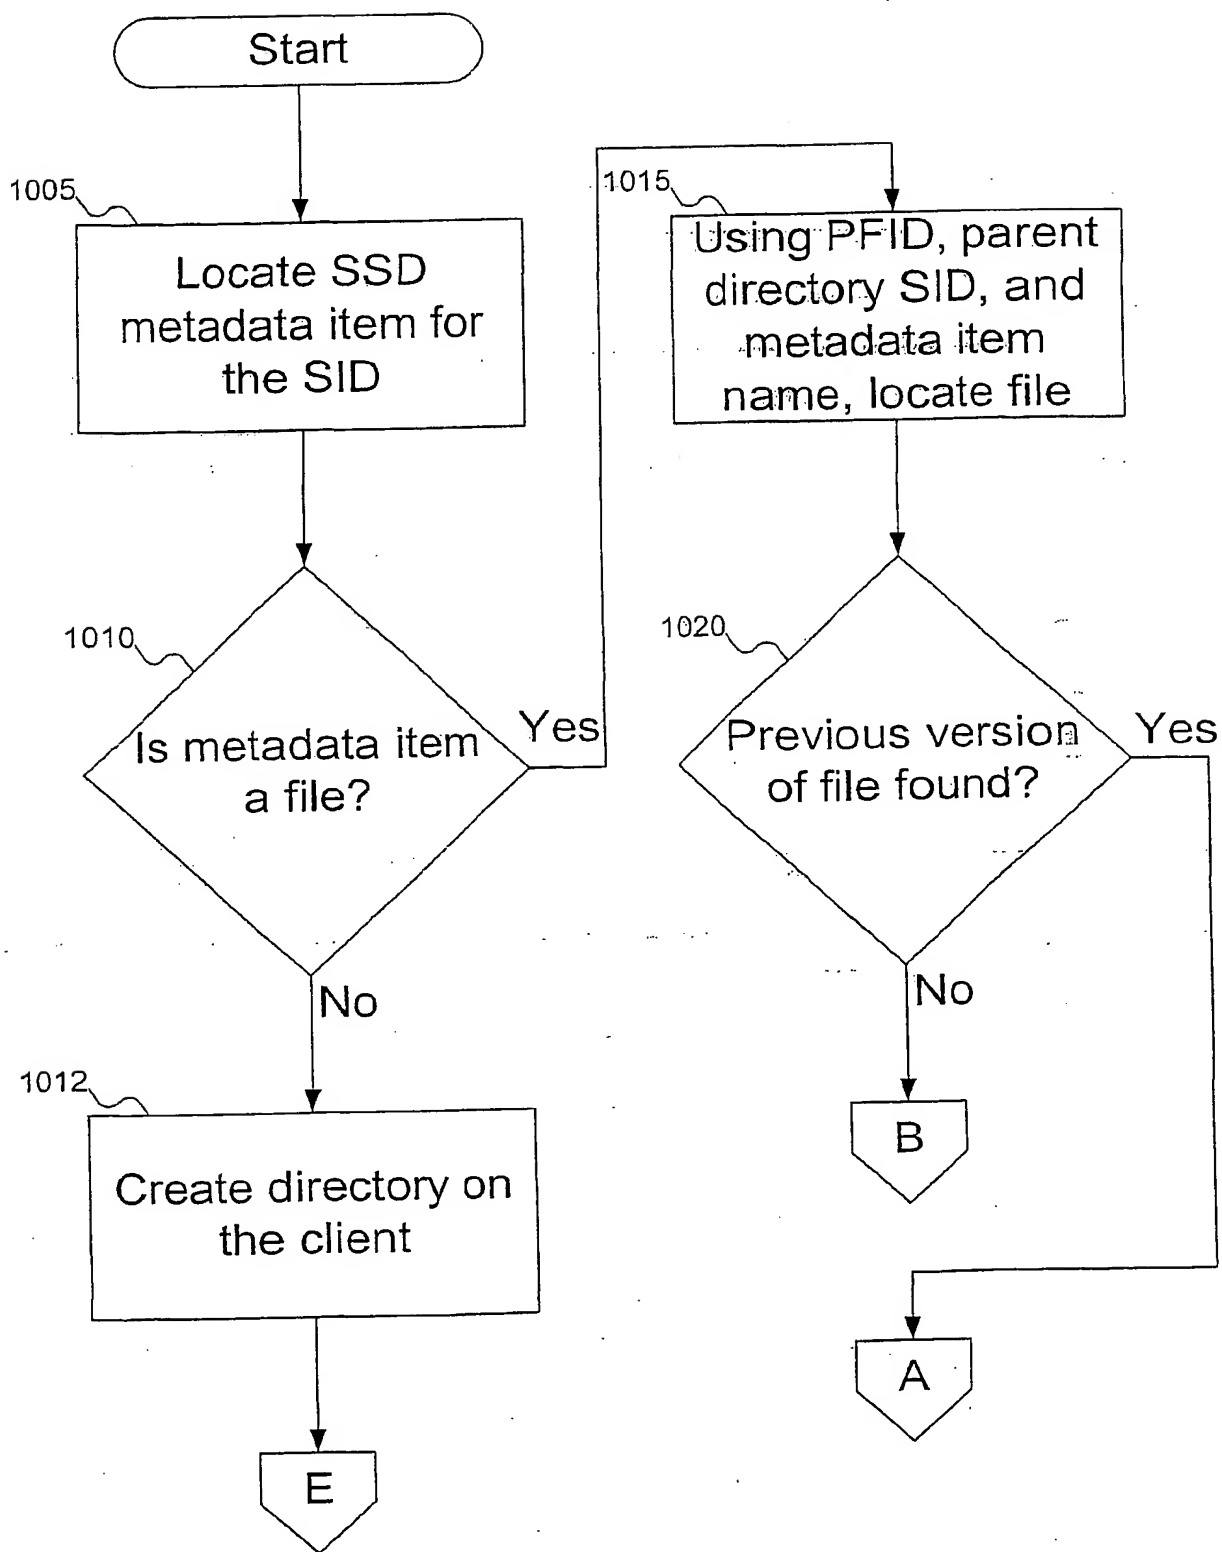 Start
1005
Locate SSD
metadata item for
the SID
1010
Is metadata item
a file?
Yes
No
1012
Create directory on
the client
E
1015
Using PFID, parent
directory SID, and
metadata item
name, locate file
1020
Previous version
of file found?
Yes
No
B
A